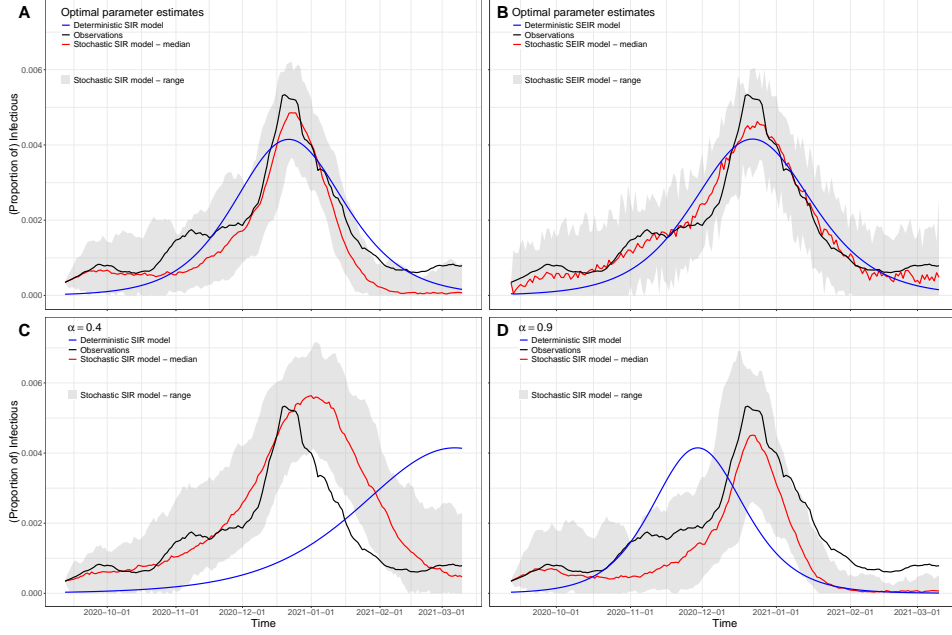 A
Optimal parameter estimates
Deterministic SIR model
Observations
Stochastic SIR model − median
Stochastic SIR model − range
B
Optimal parameter estimates
Deterministic SEIR model
Observations
Stochastic SEIR model − median
Stochastic SEIR model − range
(Proportion of) Infectious
0.006
0.004
0.002
0.000
C
α = 0.4
Deterministic SIR model
Observations
Stochastic SIR model − median
Stochastic SIR model − range
D
α = 0.9
Deterministic SIR model
Observations
Stochastic SIR model − median
Stochastic SIR model − range
(Proportion of) Infectious
0.006
0.004
0.002
0.000
2020−10−01 2020−11−01 2020−12−01 2021−01−01 2021−02−01 2021−03−01
Time
2020−10−01 2020−11−01 2020−12−01 2021−01−01 2021−02−01 2021−03−01
Time